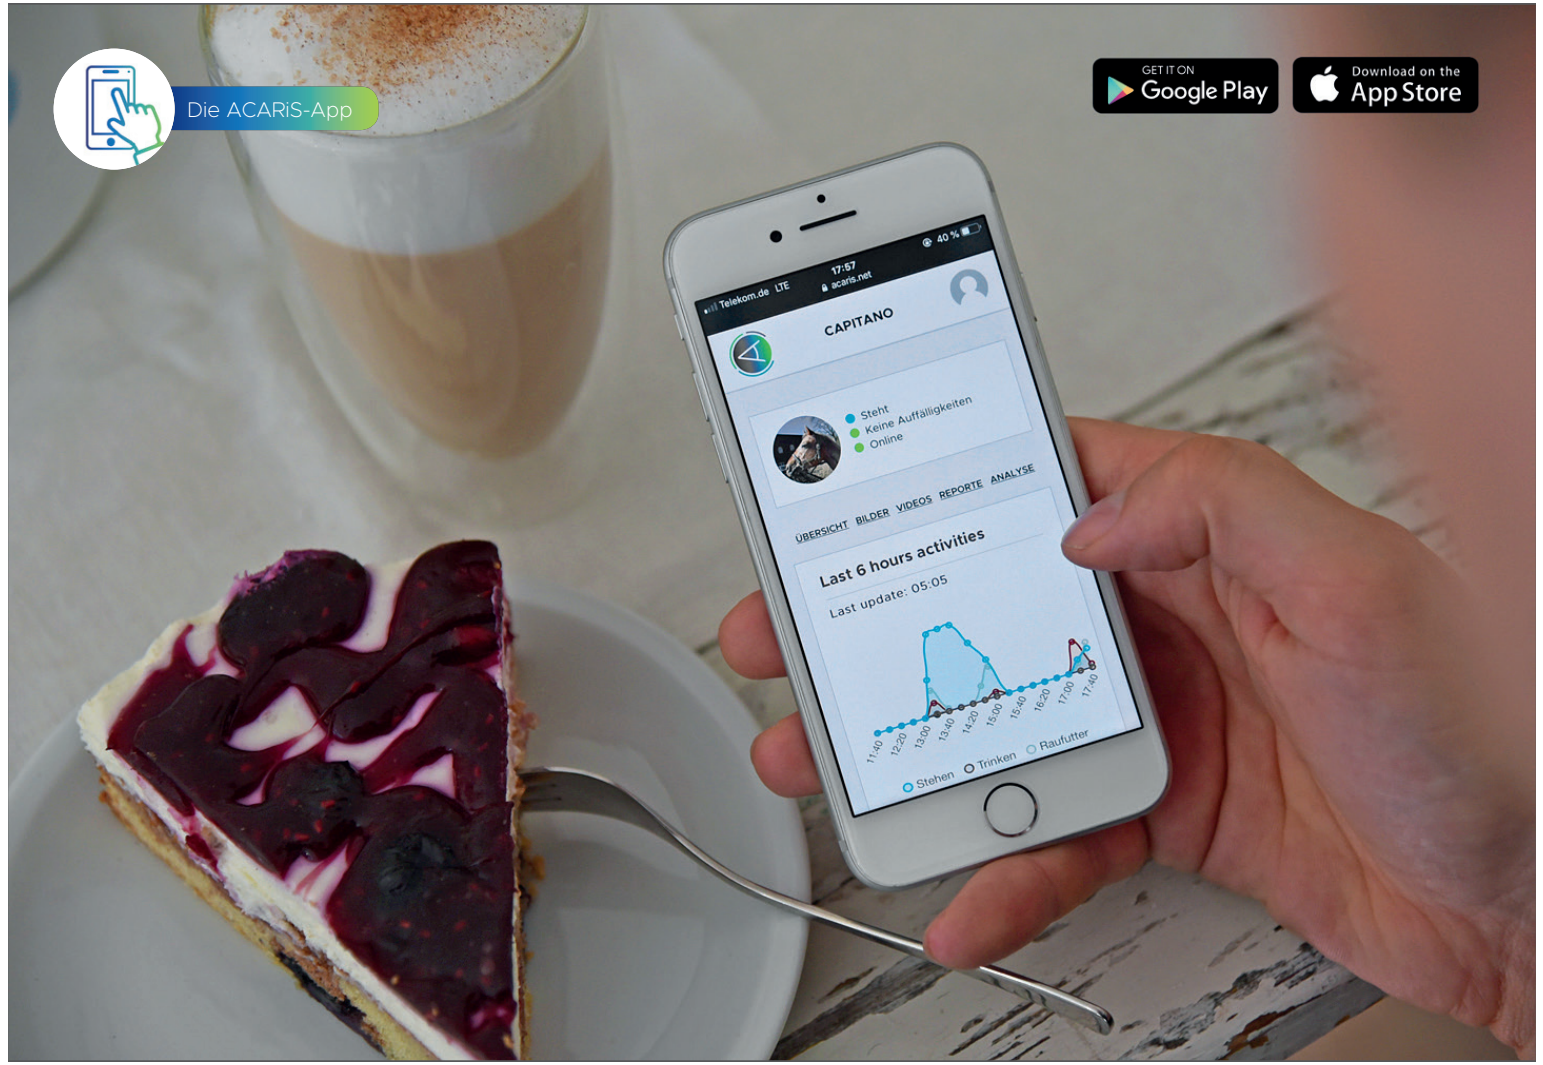 Die ACARiS-App
GET IT ON
Google Play
Download on the
App Store
Telekom.de LTE
17:57
40 %
acaris.net
CAPITANO
Steht
Keine Auffälligkeiten
Online
ÜBERSICHT BILDER VIDEOS REPORTE ANALYSE
Last 6 hours activities
Last update: 05:05
11:40 12:20 13:00 13:40 14:20 15:00 15:40 16:20 17:00 17:40
Stehen Trinken Raufutter